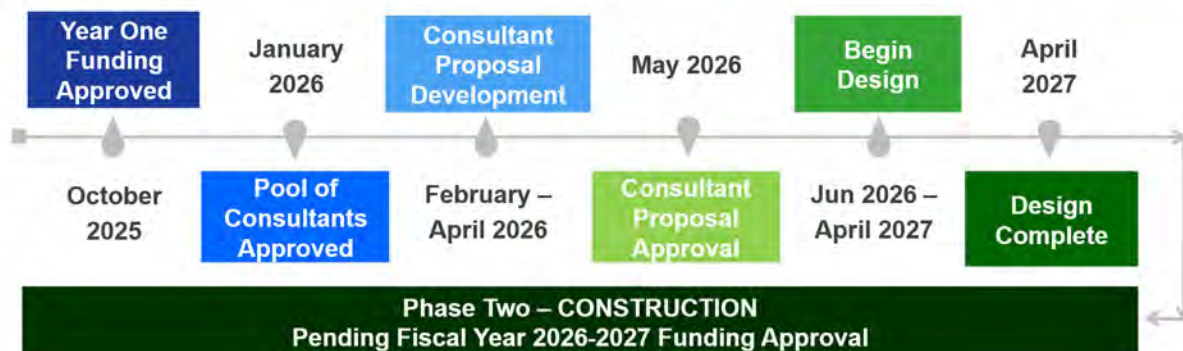 Year One
Funding
Approved
October
2025
January
2026
Pool of
Consultants
Approved
Consultant
Proposal
Development
February –
April 2026
May 2026
Consultant
Proposal
Approval
Begin
Design
Jun 2026 –
April 2027
April
2027
Design
Complete
Phase Two – CONSTRUCTION
Pending Fiscal Year 2026-2027 Funding Approval